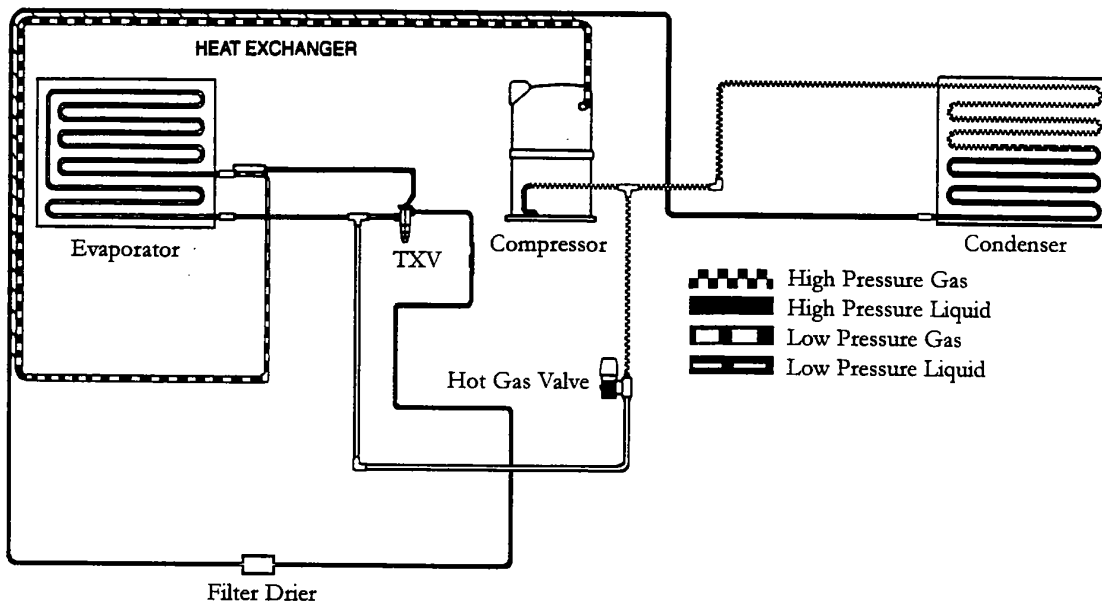 HEAT EXCHANGER
Evaporator
TXV
Compressor
Condenser
High Pressure Gas
High Pressure Liquid
Low Pressure Gas
Low Pressure Liquid
Hot Gas Valve
Filter Drier